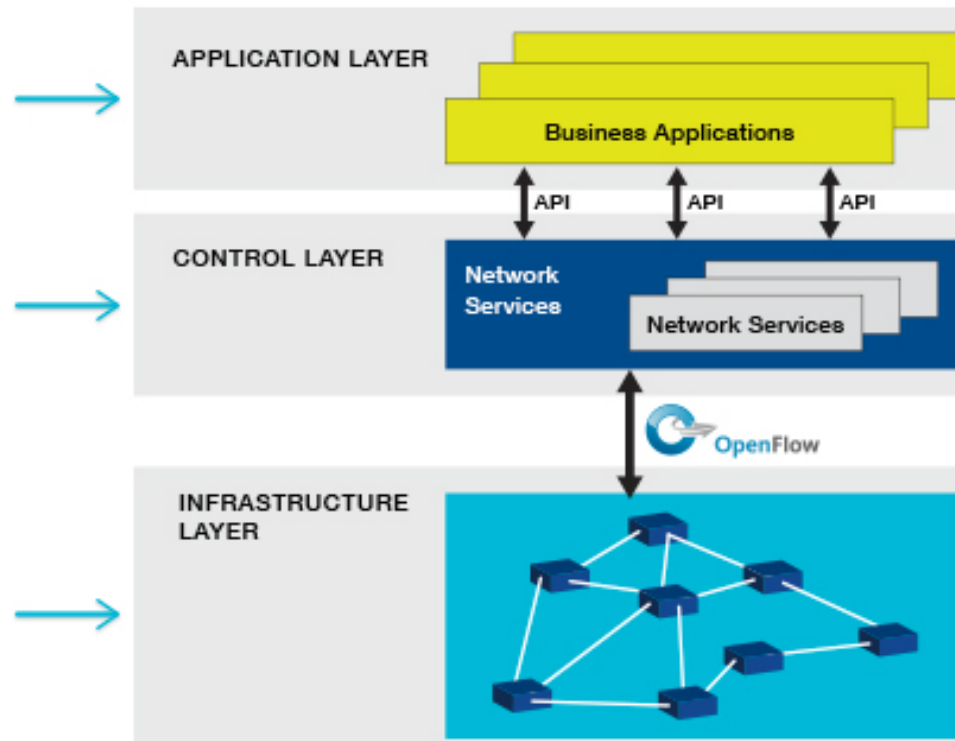 APPLICATION LAYER
Business Applications
API
API
API
CONTROL LAYER
Network
Services
Network Services
OpenFlow
INFRASTRUCTURE
LAYER